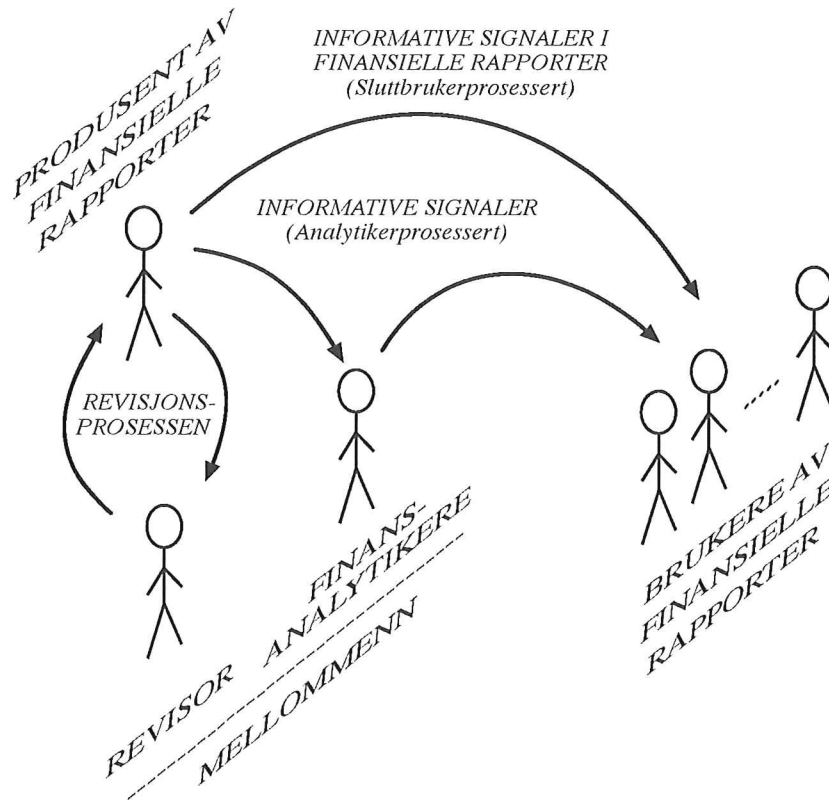 PRODUSENT AV
FINANSIELLE
RAPPORTER
INFORMATIVE SIGNALER I
FINANSIELLE RAPPORTER
(Sluttbrukerprosessert)
INFORMATIVE SIGNALER
(Analytikerprosessert)
REVISJONS-
PROSESSEN
REVISOR
FINANS-
ANALYTIKERE
MELLOMMENN
BRUKERE AV
FINANSIELLE
RAPPORTER